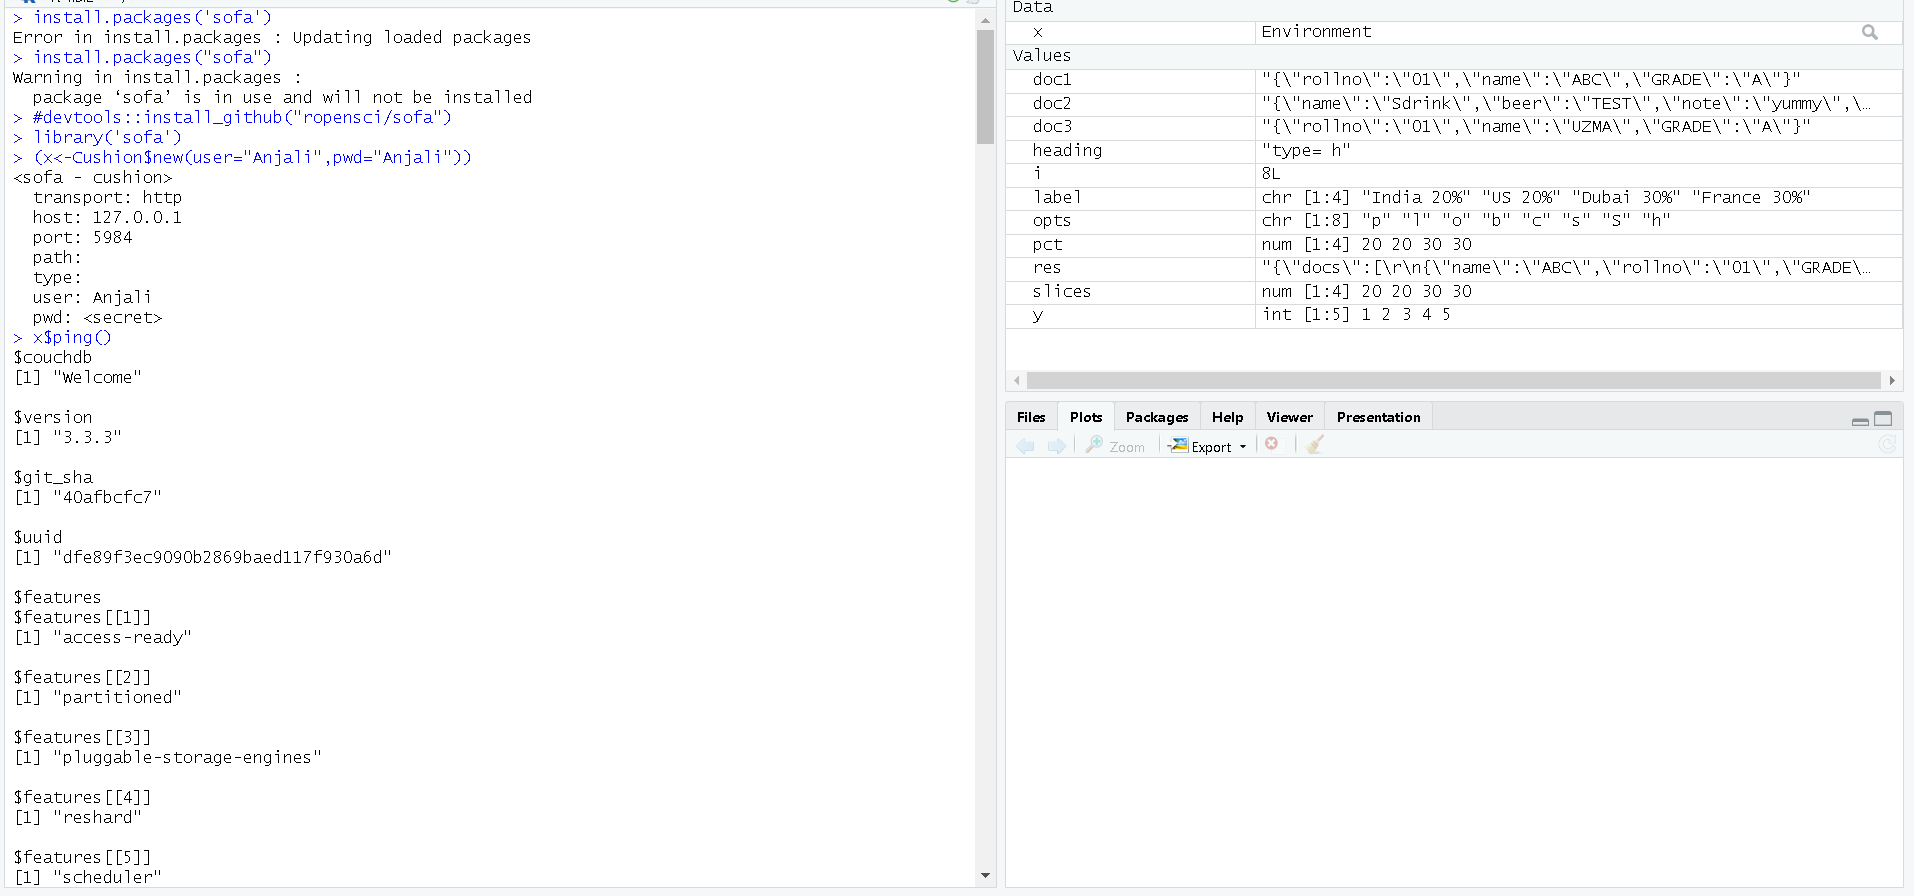 > install.packages('sofa')
Error in install.packages : Updating loaded packages
> install.packages("sofa")
Warning in install.packages :
  package ‘sofa’ is in use and will not be installed
> #devtools::install_github("ropensci/sofa")
> library('sofa')
> (x<-Cushion$new(user="Anjali",pwd="Anjali"))
<sofa - cushion>
  transport: http
  host: 127.0.0.1
  port: 5984
  path:
  type:
  user: Anjali
  pwd: <secret>
> x$ping()
$couchdb
[1] "Welcome"
$version
[1] "3.3.3"
$git_sha
[1] "40afbcfc7"
$uuid
[1] "dfe89f3ec9090b2869baed117f930a6d"
$features
$features[[1]]
[1] "access-ready"
$features[[2]]
[1] "partitioned"
$features[[3]]
[1] "pluggable-storage-engines"
$features[[4]]
[1] "reshard"
$features[[5]]
[1] "scheduler"
Data
x Environment
Values
doc1 "{\"rollno\":\"01\",\"name\":\"ABC\",\"GRADE\":\"A\"}"
doc2 "{\"name\":\"Sdrink\",\"beer\":\"TEST\",\"note\":\"yummy\",\…
doc3 "{\"rollno\":\"01\",\"name\":\"UZMA\",\"GRADE\":\"A\"}"
heading "type= h"
i 8L
label chr [1:4] "India 20%" "US 20%" "Dubai 30%" "France 30%"
opts chr [1:8] "p" "l" "o" "b" "c" "s" "S" "h"
pct num [1:4] 20 20 30 30
res "{\"docs\":[\r\n{\"name\":\"ABC\",\"rollno\":\"01\",\"GRADE\…
slices num [1:4] 20 20 30 30
y int [1:5] 1 2 3 4 5
Files Plots Packages Help Viewer Presentation
Zoom Export